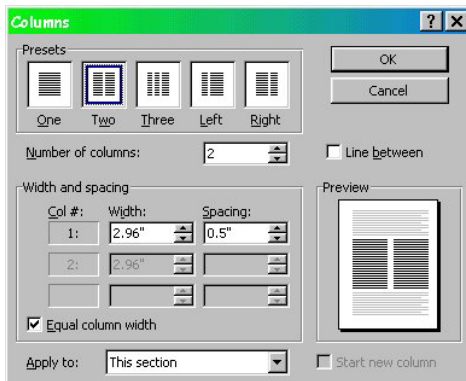 Columns
Presets
One Two Three Left Right
OK
Cancel
Number of columns: 2
Line between
Width and spacing
Col #: Width: Spacing:
1: 2.96" 0.5"
2: 2.96"
Equal column width
Preview
Apply to: This section
Start new column